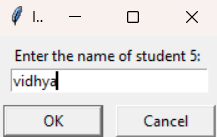 I..
Enter the name of student 5:
vidhya
OK
Cancel